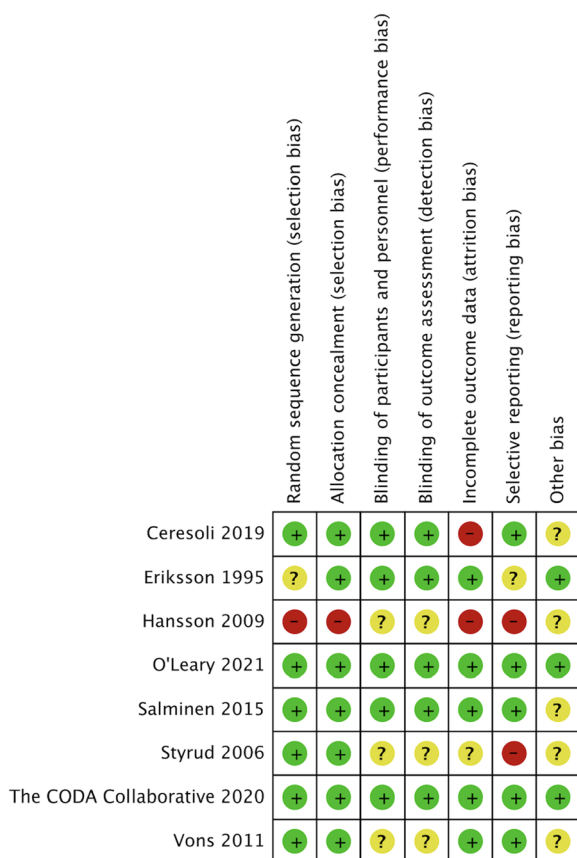 Random sequence generation (selection bias)
Allocation concealment (selection bias)
Blinding of participants and personnel (performance bias)
Blinding of outcome assessment (detection bias)
Incomplete outcome data (attrition bias)
Selective reporting (reporting bias)
Other bias
Ceresoli 2019 + + + + - + ?
Eriksson 1995 ? + + + + ? +
Hansson 2009 - - ? ? - - ?
O'Leary 2021 + + + + + + +
Salminen 2015 + + + + + + ?
Styrud 2006 + + ? ? ? - ?
The CODA Collaborative 2020 + + + + + + +
Vons 2011 + + ? ? + + ?